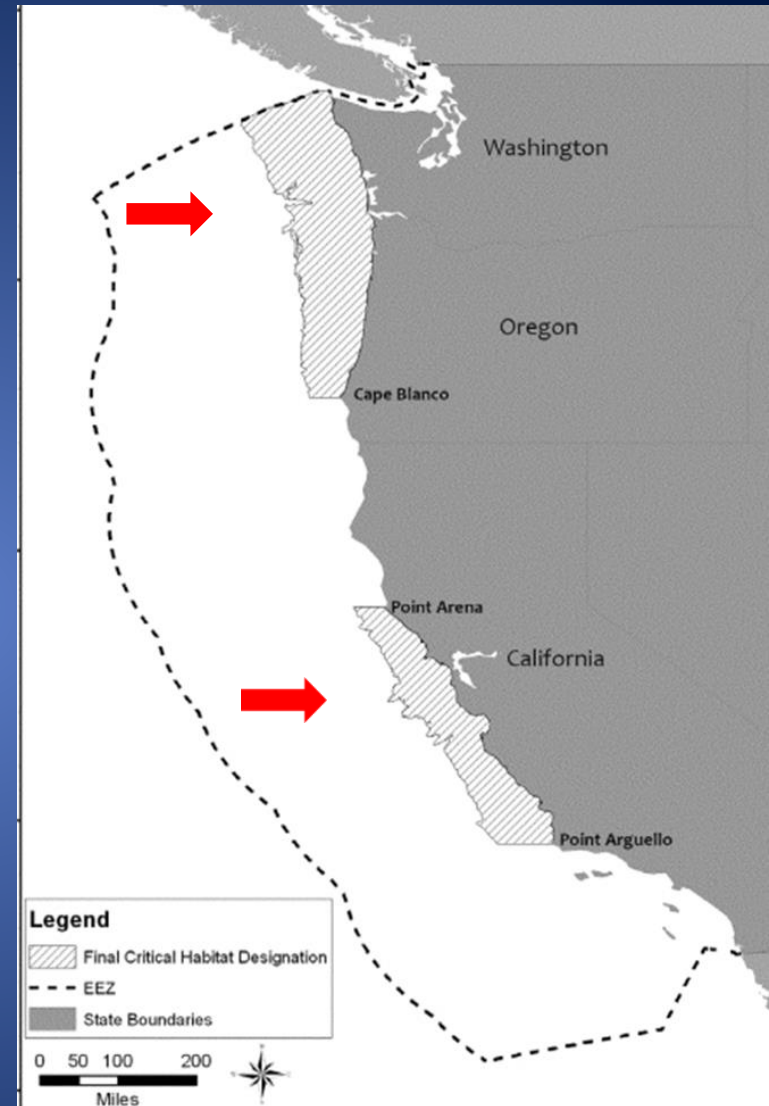 Washington
Oregon
Cape Blanco
Point Arena
California
Point Arguello
Legend
Final Critical Habitat Designation
EEZ
State Boundaries
0 50 100 200
Miles